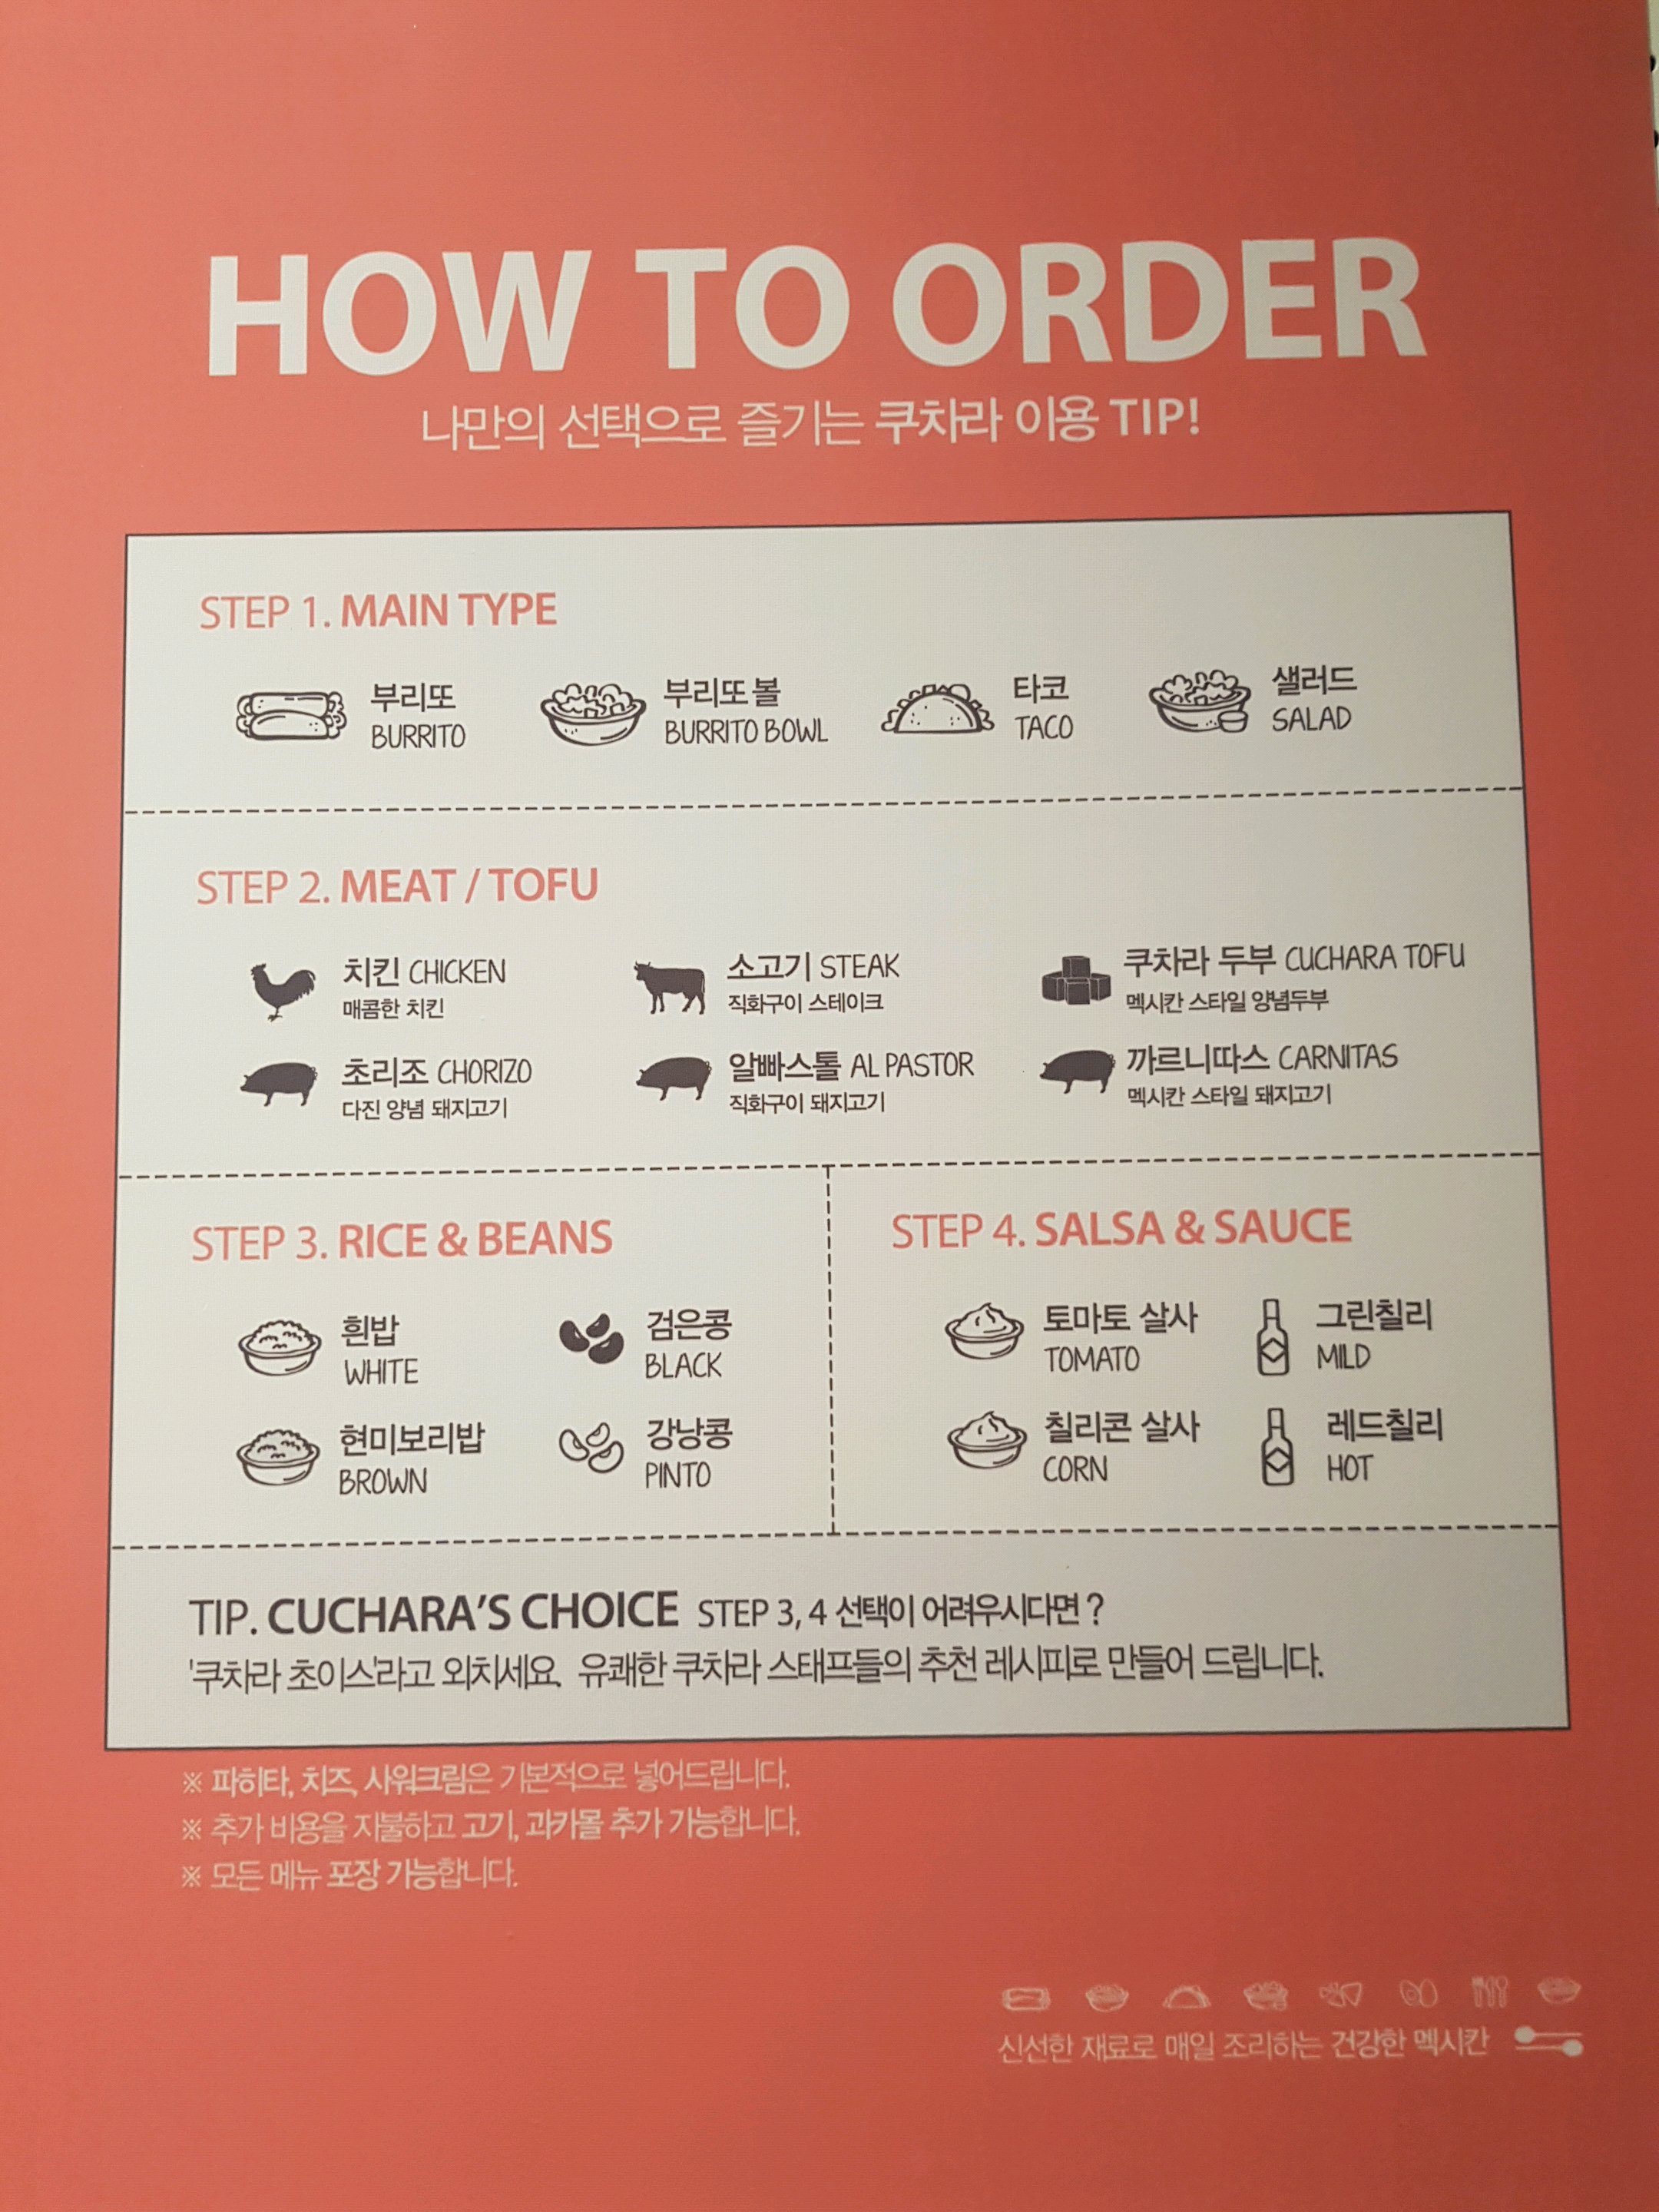 HOW TO ORDER
나만의 선택으로 즐기는 쿠차라 이용 TIP!
STEP 1. MAIN TYPE
부리또
BURRITO
부리또 볼
BURRITO BOWL
타코
TACO
샐러드
SALAD
STEP 2. MEAT / TOFU
치킨 CHICKEN
매콤한 치킨
소고기 STEAK
직화구이 스테이크
쿠차라 두부 CUCHARA TOFU
멕시칸 스타일 양념두부
초리조 CHORIZO
다진 양념 돼지고기
알빠스톨 AL PASTOR
직화구이 돼지고기
까르니따스 CARNITAS
멕시칸 스타일 돼지고기
STEP 3. RICE & BEANS
흰밥
WHITE
검은콩
BLACK
현미보리밥
BROWN
강낭콩
PINTO
STEP 4. SALSA & SAUCE
토마토 살사
TOMATO
그린칠리
MILD
칠리콘 살사
CORN
레드칠리
HOT
TIP. CUCHARA'S CHOICE STEP 3, 4 선택이 어려우시다면 ?
'쿠차라 초이스'라고 외치세요. 유쾌한 쿠차라 스태프들의 추천 레시피로 만들어 드립니다.
※ 파히타, 치즈, 사워크림은 기본적으로 넣어드립니다.
※ 추가 비용을 지불하고 고기, 과카몰 추가 가능합니다.
※ 모든 메뉴 포장 가능합니다.
신선한 재료로 매일 조리하는 건강한 멕시칸